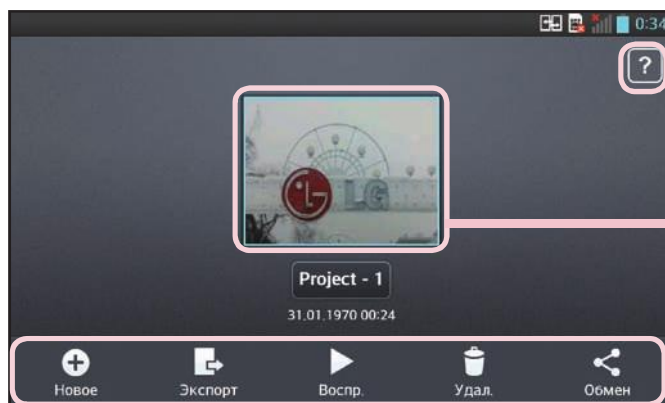 0:34
?
LG
Project - 1
31.01.1970 00:24
Новое
Экспорт
Воспр.
Удал.
Обмен